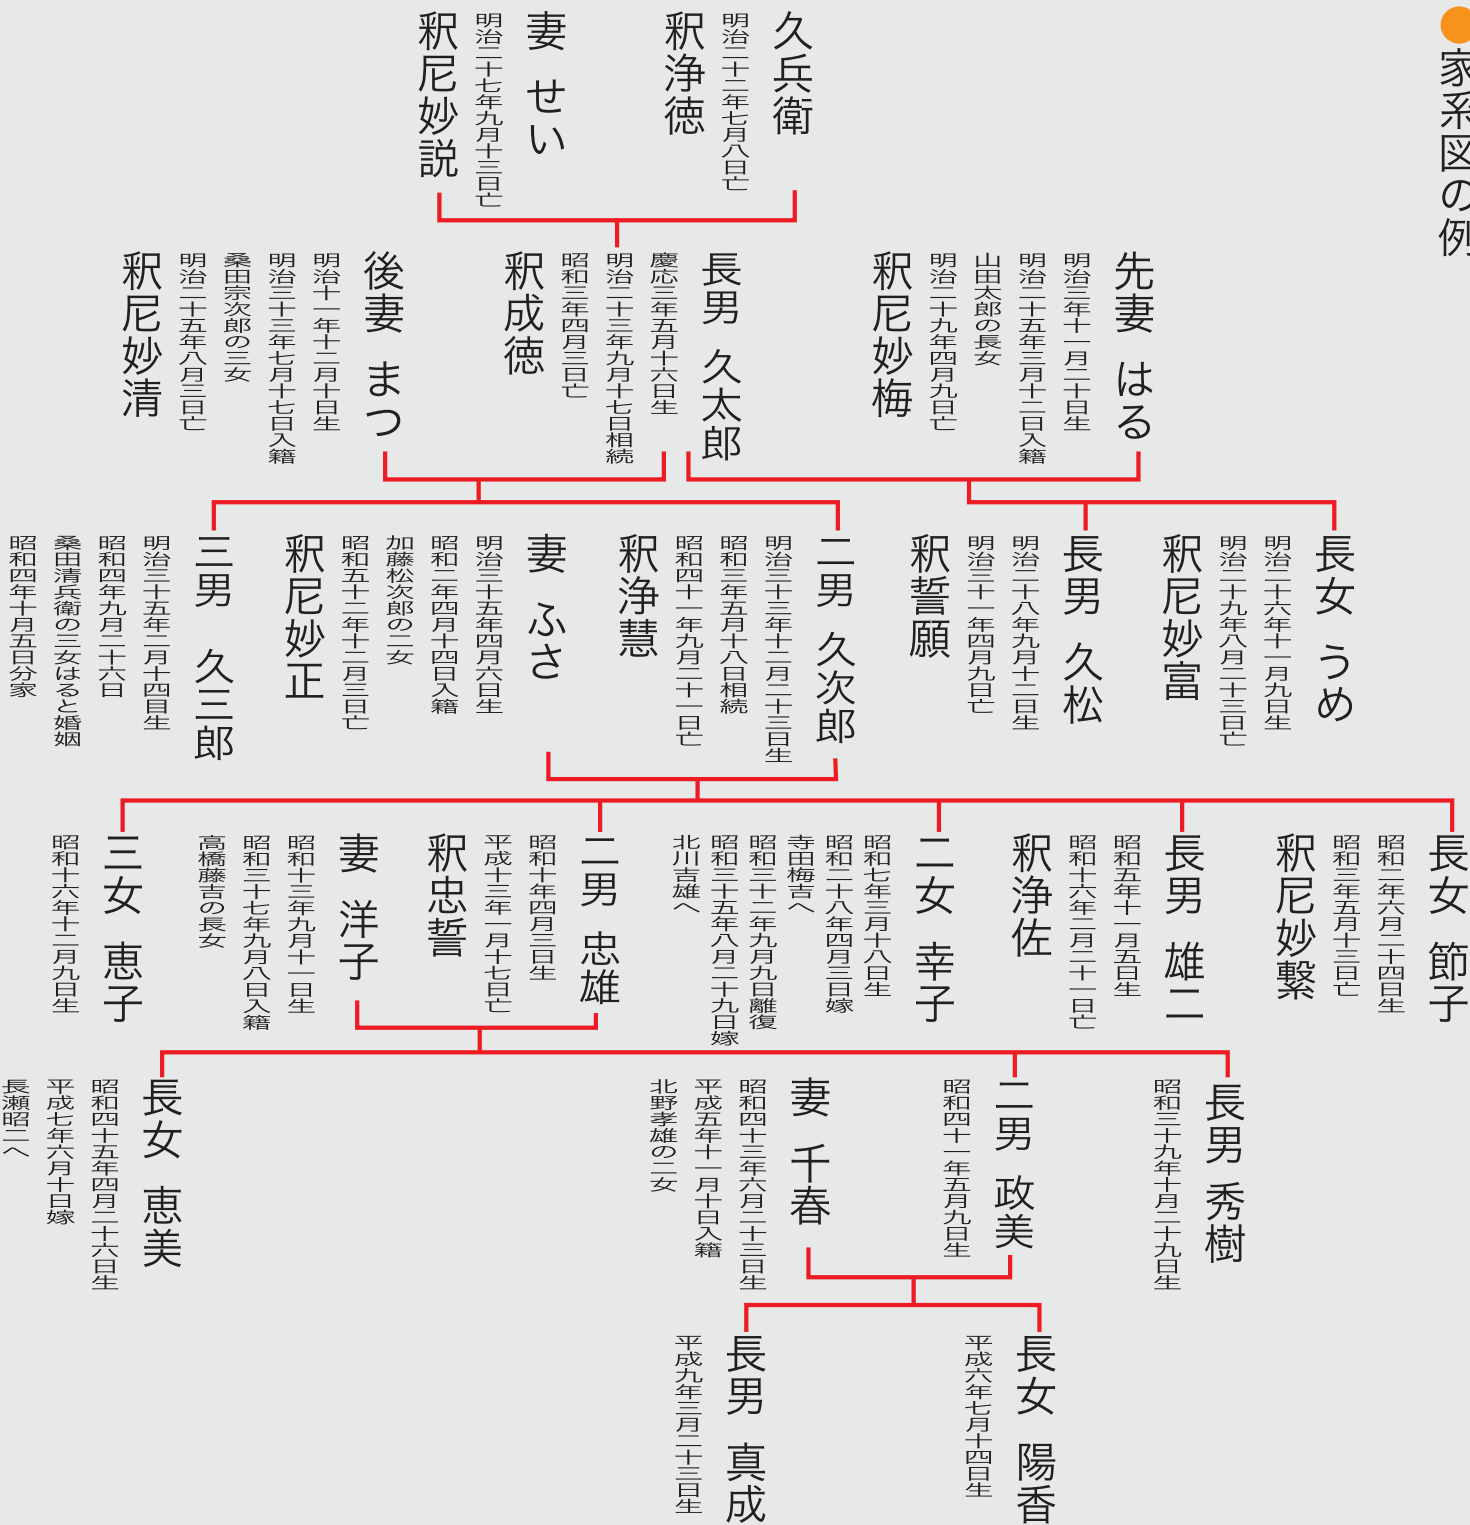 家系図の例
久兵衛
明治二十二年七月八日亡
釈浄徳
妻 せい
明治二十七年九月十三日亡
釈尼妙説
先妻 はる
明治三年十一月二十日生
明治二十五年三月十二日入籍
山田太郎の長女
明治二十九年四月九日亡
釈尼妙梅
長男 久太郎
慶応三年五月十六日生
明治二十三年九月十七日相続
昭和三年四月三日亡
釈成徳
後妻 まつ
明治十一年十二月十日生
明治三十三年七月十七日入籍
桑田宗次郎の三女
明治二十五年八月三日亡
釈尼妙清
長女 うめ
明治二十六年十一月九日生
明治二十九年八月二十三日亡
釈尼妙富
長男 久松
明治二十八年九月十二日生
明治三十一年四月九日亡
釈誓願
二男 久次郎
明治三十三年十二月二十三日生
昭和三年五月十八日相続
昭和四十一年九月二十一日亡
釈浄慧
妻 ふさ
明治三十五年四月六日生
昭和二年四月十四日入籍
加藤松次郎の二女
昭和五十二年十二月三日亡
釈尼妙正
三男 久三郎
明治三十五年二月十四日生
昭和四年九月二十六日
桑田清兵衛の三女はると婚姻
昭和四年十月五日分家
長女 節子
昭和二年六月二十四日生
昭和三年五月十三日亡
釈尼妙繋
長男 雄二
昭和五年十一月五日生
昭和十六年二月二十一日亡
釈浄佐
二女 幸子
昭和七年三月十八日生
昭和二十八年四月三日嫁
寺田梅吉へ
昭和三十二年九月九日離復
昭和三十五年八月二十九日嫁
北川吉雄へ
二男 忠雄
昭和十年四月三日生
平成十三年一月十七日亡
釈忠誓
妻 洋子
昭和十三年九月十一日生
昭和三十七年九月八日入籍
高橋藤吉の長女
三女 恵子
昭和十六年十二月九日生
長男 秀樹
昭和三十九年十月二十九日生
二男 政美
昭和四十一年五月九日生
妻 千春
昭和四十三年六月二十三日生
平成五年十一月十日入籍
北野孝雄の二女
長女 恵美
昭和四十五年四月二十六日生
平成七年六月十日嫁
長瀬昭二へ
長女 陽香
平成六年七月十四日生
長男 真成
平成九年三月二十三日生